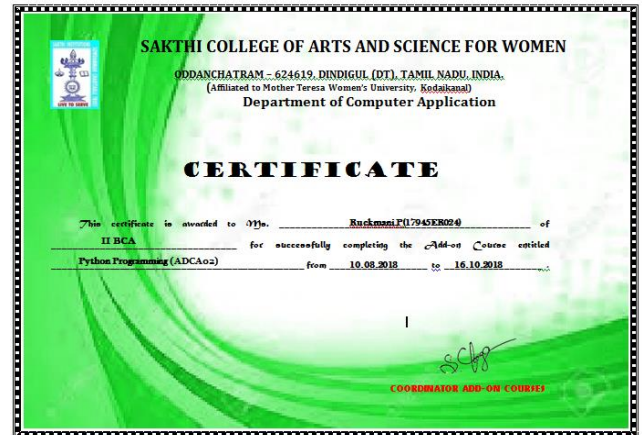 SAKTHI COLLEGE OF ARTS AND SCIENCE FOR WOMEN
ODDANCHATRAM – 624619, DINDIGUL (DT), TAMIL NADU, INDIA.
(Affiliated to Mother Teresa Women's University, Kodaikanal)
Department of Computer Application
CERTIFICATE
This certificate is awarded to Ms. Ruckmani.P of
II BCA for successfully completing the Add-on Course entitled
Python Programming (ADCA02) from 10.08.2018 to 16.10.2018 .
COORDINATOR ADD-ON COURSES
LIVE TO SERVE